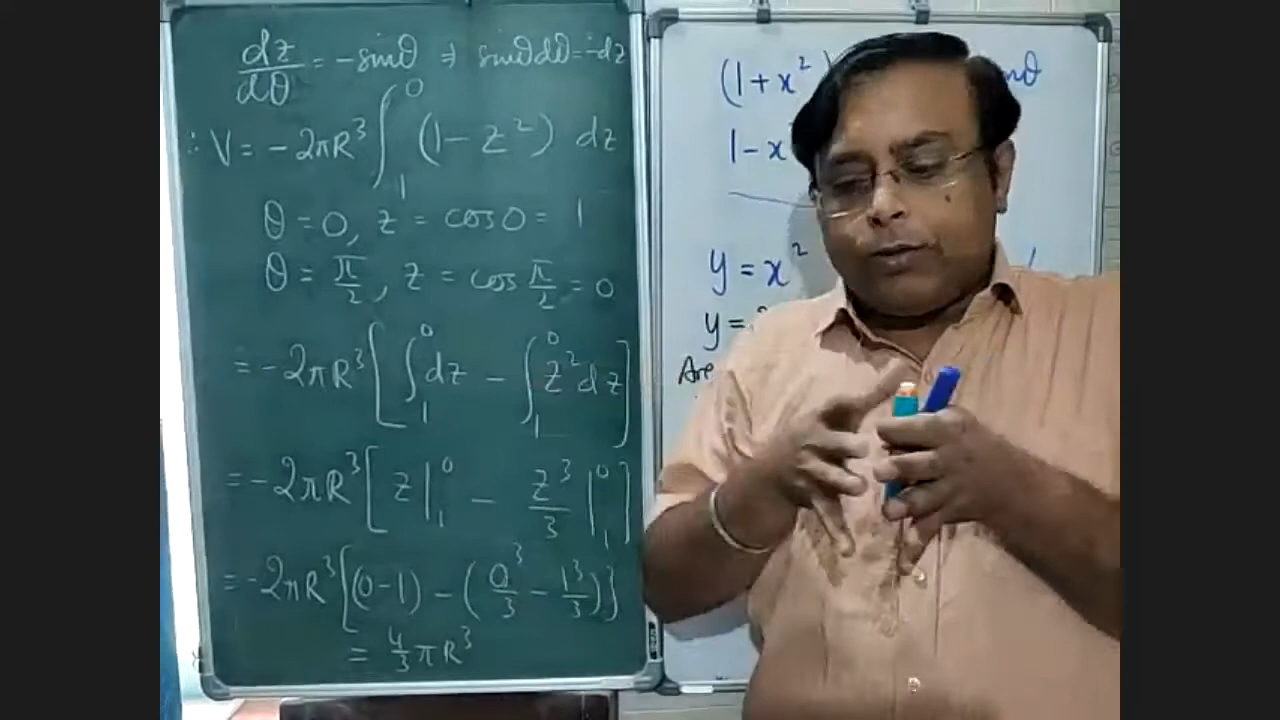 dz/dθ = -sinθ ⇒ sinθdθ = -dz
∴ V = -2πR³ ∫₁⁰ (1 - z²) dz
θ = 0, z = cos0 = 1
θ = π/2, z = cos π/2 = 0
= -2πR³ [∫₁⁰ dz - ∫₁⁰ z² dz]
= -2πR³ [z|₁⁰ - z³/3 |₁⁰]
= -2πR³ [(0-1) - (0³/3 - 1³/3)}
= 4/3 πR³
(1 + x²) nθ
1 - x
y = x²
y =